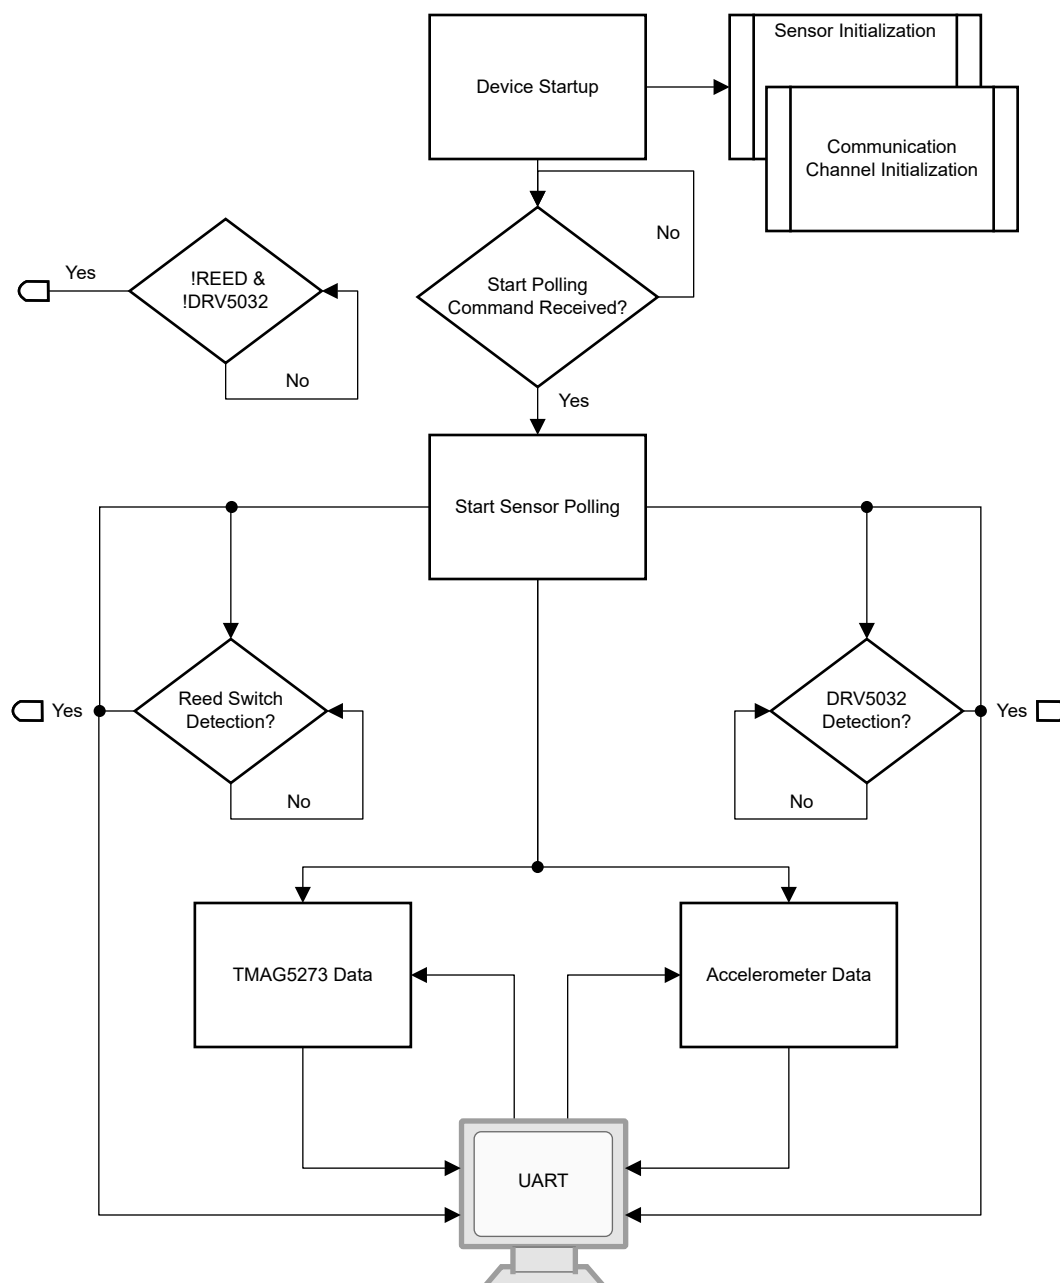 Sensor Initialization
Device Startup
Communication
Channel Initialization
No
Yes
!REED &
!DRV5032
Start Polling
Command Received?
No
Yes
Start Sensor Polling
Yes
Reed Switch
Detection?
DRV5032
Detection?
Yes
No
No
TMAG5273 Data
Accelerometer Data
UART